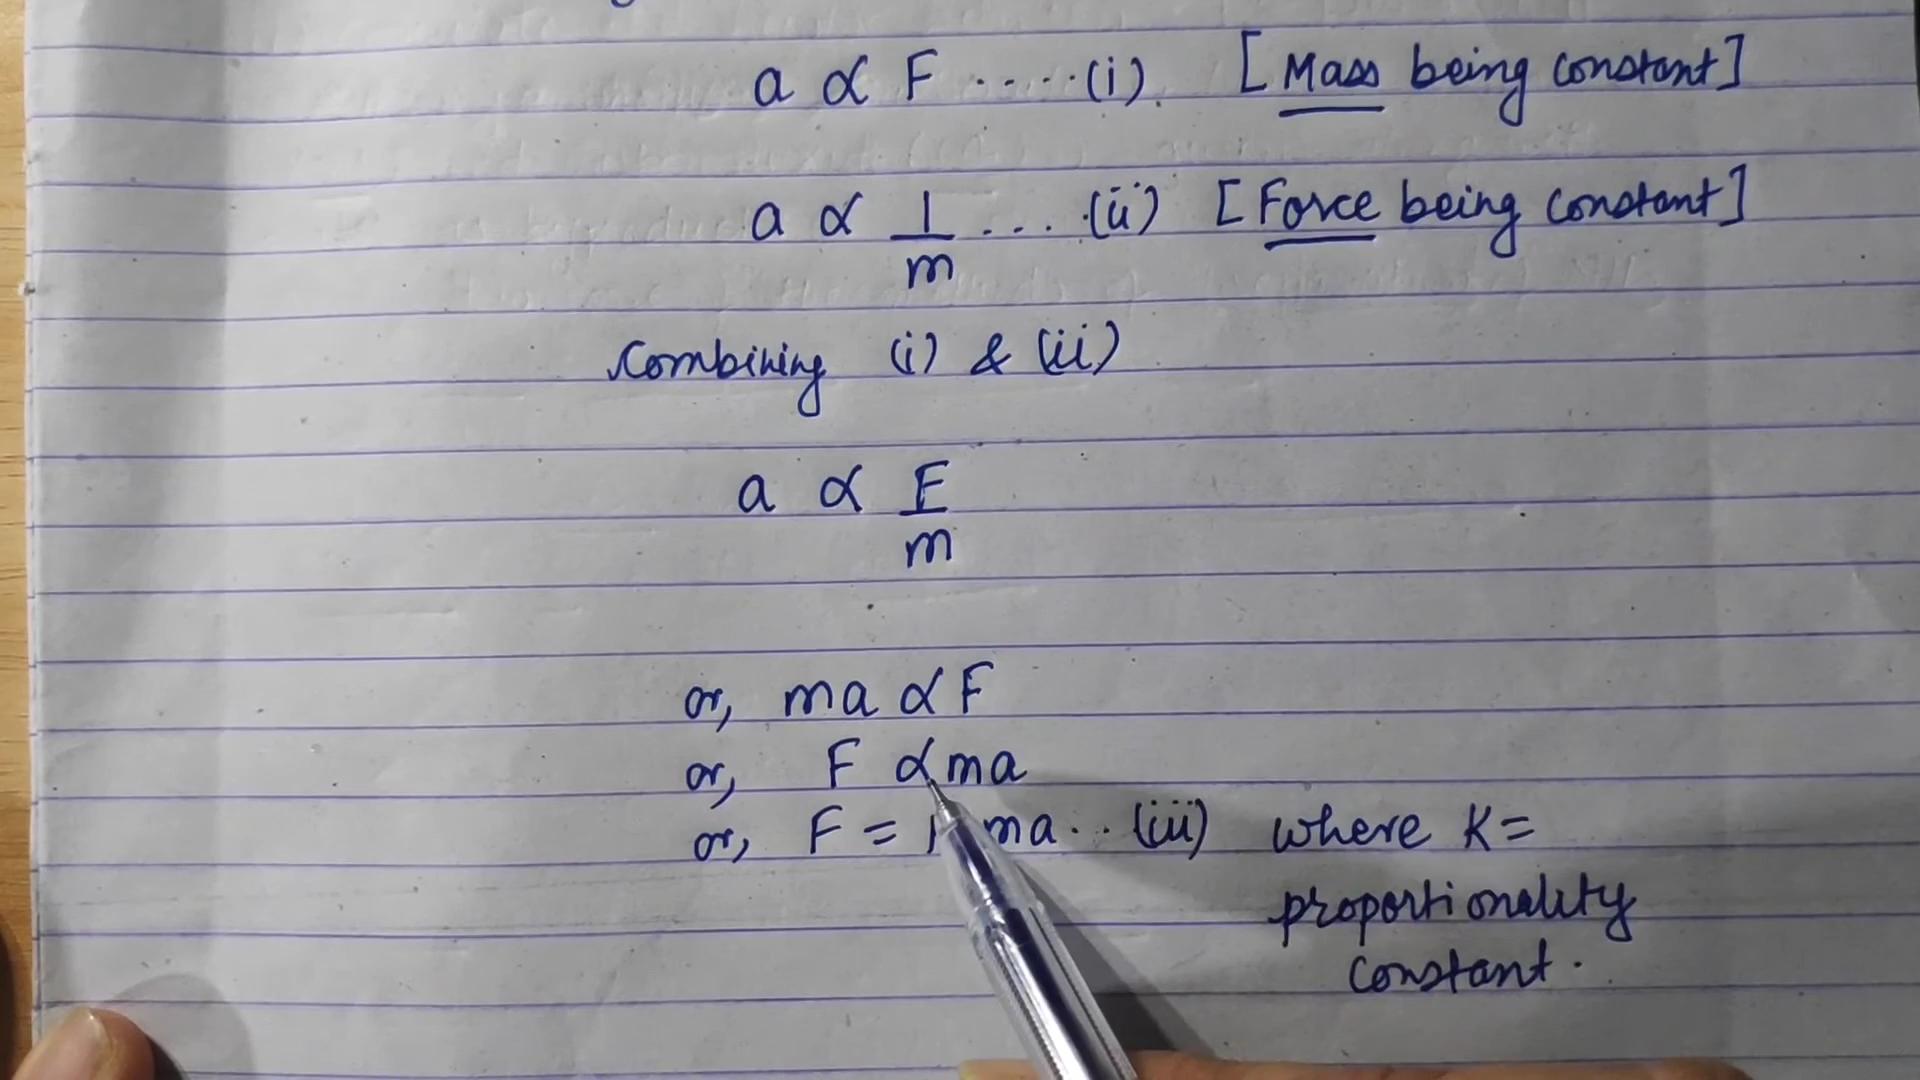 a ∝ F ....(i). [Mass being constant]
a ∝ 1/m ... (ii) [Force being constant]
Combining (i) & (ii)
a ∝ F/m
or, ma ∝ F
or, F ∝ ma
or, F = ma .. (iii) where K=
proportionality
constant.